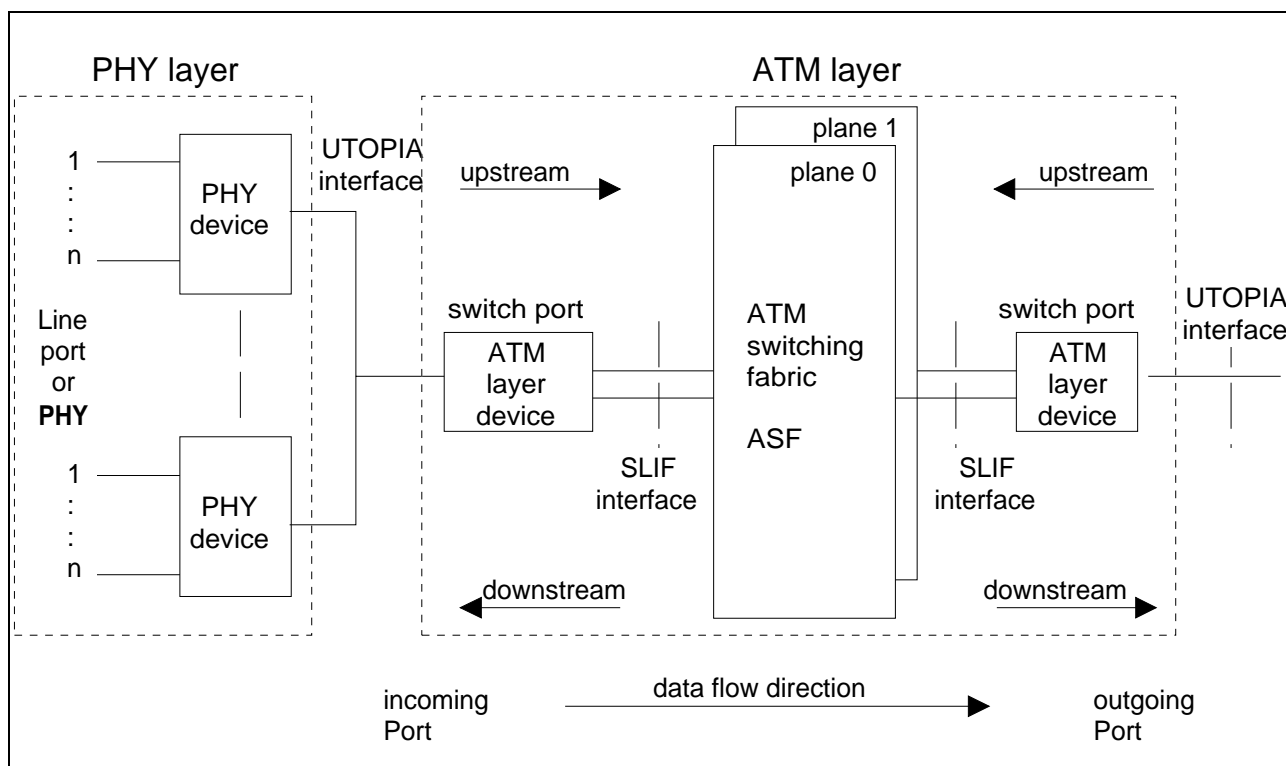 PHY layer
ATM layer
1
:
:
n
PHY
device
UTOPIA
interface
Line
port
or
PHY
1
:
:
n
PHY
device
upstream
plane 1
plane 0
upstream
switch port
ATM
layer
device
ATM
switching
fabric
ASF
switch port
ATM
layer
device
UTOPIA
interface
SLIF
interface
SLIF
interface
downstream
downstream
incoming
Port
data flow direction
outgoing
Port